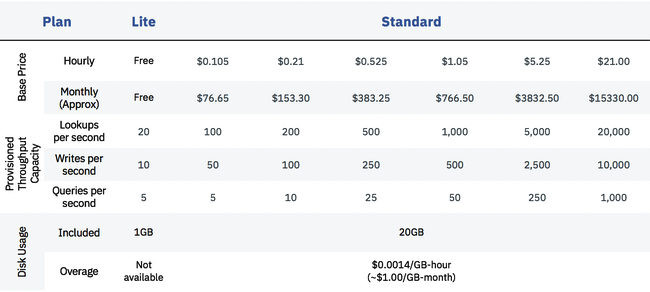 Plan Lite Standard
Base Price
Hourly Free $0.105 $0.21 $0.525 $1.05 $5.25 $21.00
Monthly
(Approx) Free $76.65 $153.30 $383.25 $766.50 $3832.50 $15330.00
Provisioned
Throughput
Capacity
Lookups
per second 20 100 200 500 1,000 5,000 20,000
Writes per
second 10 50 100 250 500 2,500 10,000
Queries per
second 5 5 10 25 50 250 1,000
Disk Usage
Included 1GB 20GB
Overage Not
available $0.0014/GB-hour
(~$1.00/GB-month)